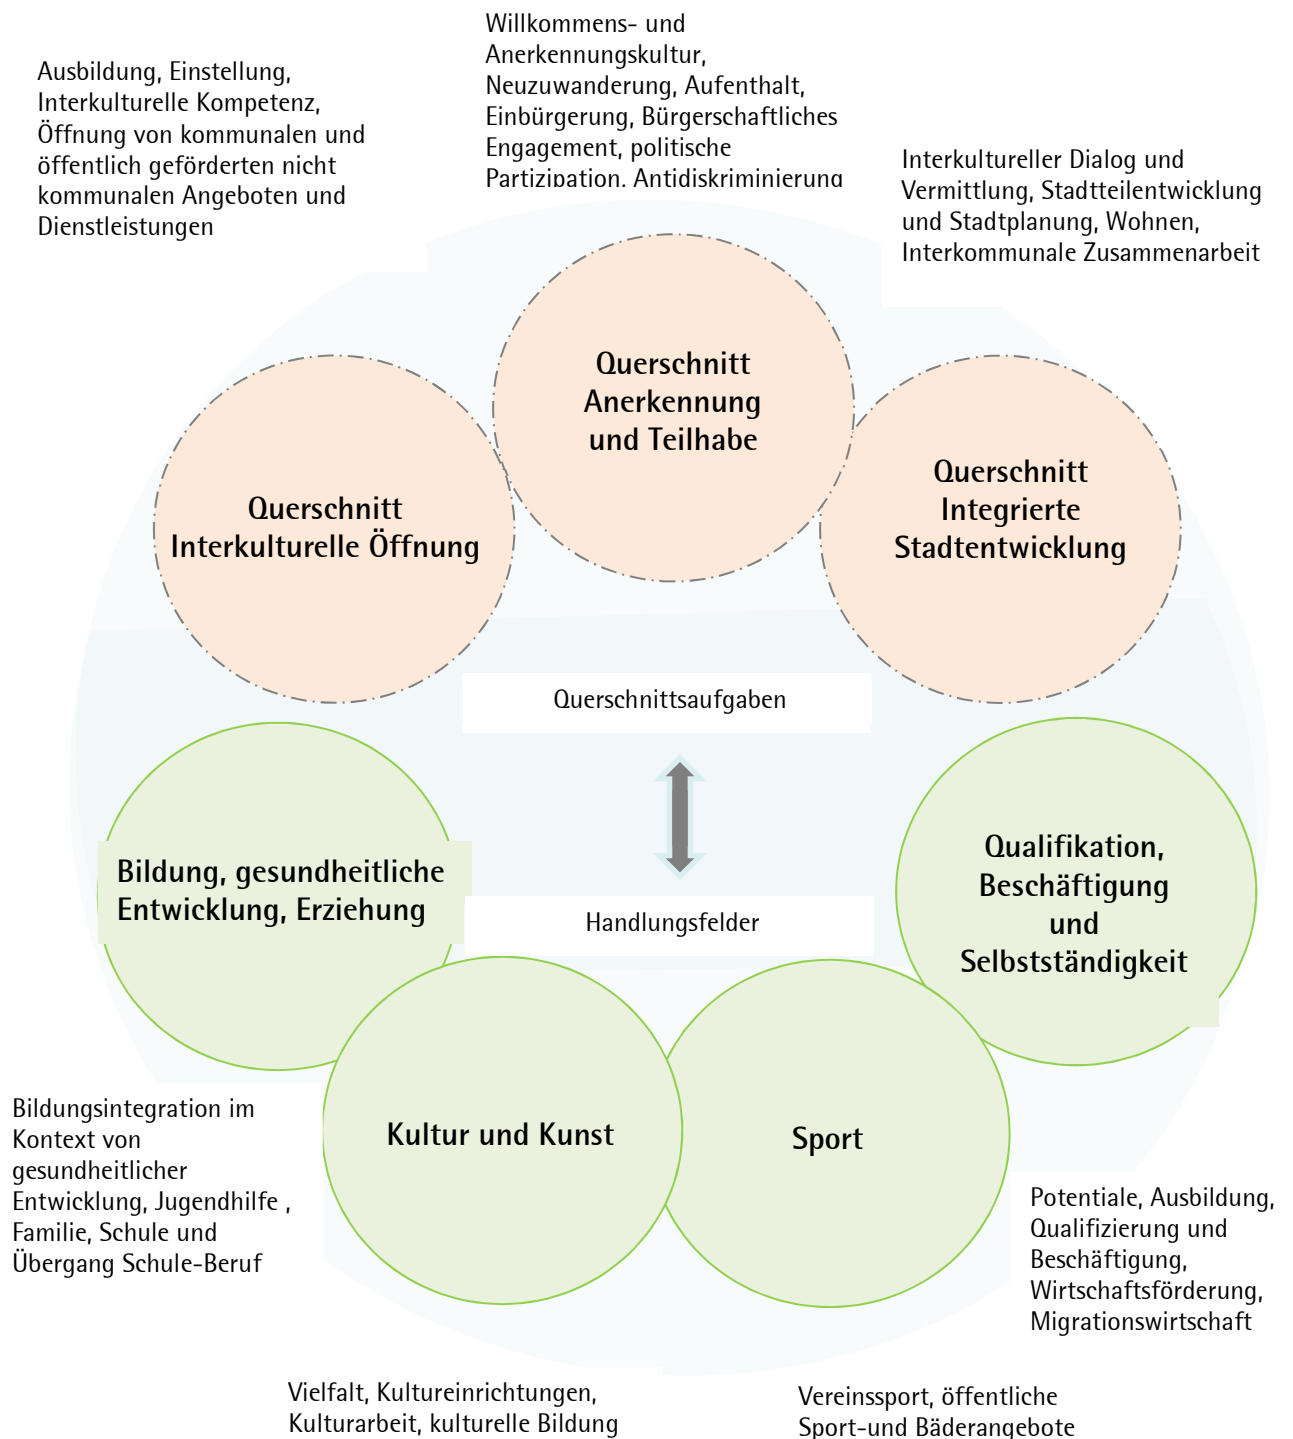 Willkommens- und
Anerkennungskultur,
Neuzuwanderung, Aufenthalt,
Einbürgerung, Bürgerschaftliches
Engagement, politische
Partizipation, Antidiskriminierung
Ausbildung, Einstellung,
Interkulturelle Kompetenz,
Öffnung von kommunalen und
öffentlich geförderten nicht
kommunalen Angeboten und
Dienstleistungen
Interkultureller Dialog und
Vermittlung, Stadtteilentwicklung
und Stadtplanung, Wohnen,
Interkommunale Zusammenarbeit
Querschnitt
Anerkennung
und Teilhabe
Querschnitt
Interkulturelle Öffnung
Querschnitt
Integrierte
Stadtentwicklung
Querschnittsaufgaben
Bildung, gesundheitliche
Entwicklung, Erziehung
Handlungsfelder
Qualifikation,
Beschäftigung
und
Selbstständigkeit
Kultur und Kunst
Sport
Bildungsintegration im
Kontext von
gesundheitlicher
Entwicklung, Jugendhilfe ,
Familie, Schule und
Übergang Schule-Beruf
Potentiale, Ausbildung,
Qualifizierung und
Beschäftigung,
Wirtschaftsförderung,
Migrationswirtschaft
Vielfalt, Kultureinrichtungen,
Kulturarbeit, kulturelle Bildung
Vereinssport, öffentliche
Sport-und Bäderangebote